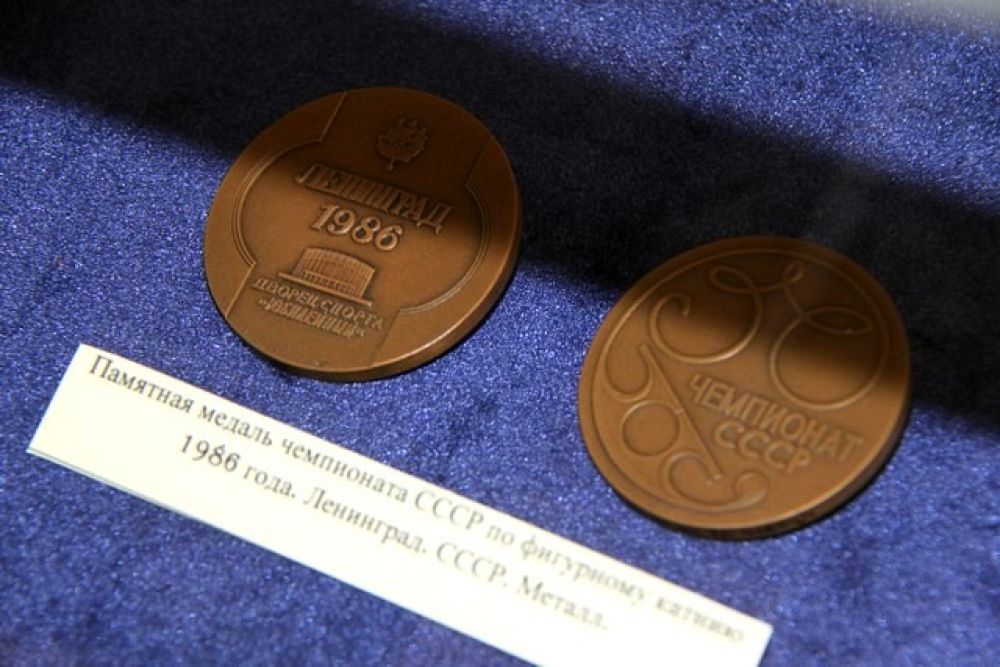 ЛЕНИНГРАД
1986
ДВОРЕЦ СПОРТА
"ЮБИЛЕЙНЫЙ"
ЧЕМПИОНАТ
СССР
Памятная медаль чемпионата СССР по фигурному катанию
1986 года. Ленинград. СССР. Металл.